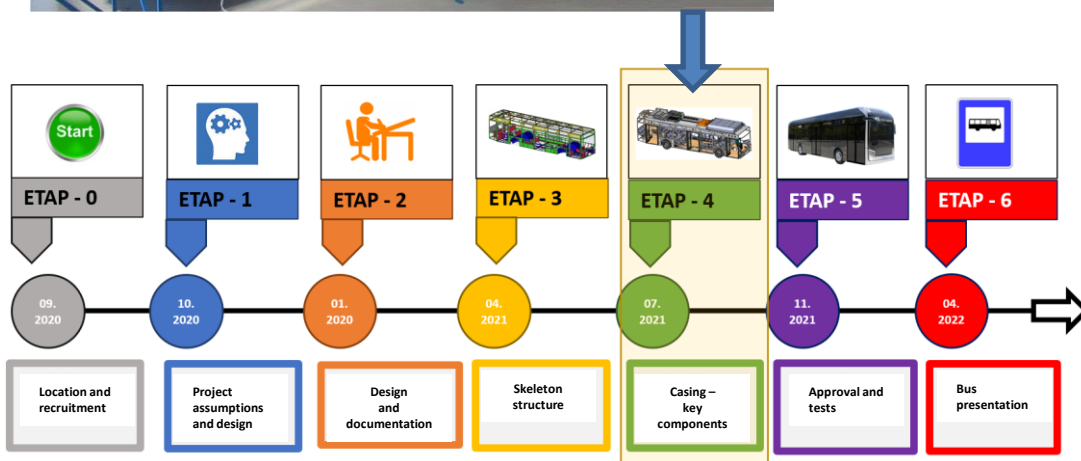 Start
ETAP - 0
ETAP - 1
ETAP - 2
ETAP - 3
ETAP - 4
ETAP - 5
ETAP - 6
09.
2020
10.
2020
01.
2020
04.
2021
07.
2021
11.
2021
04.
2022
Location and
recruitment
Project
assumptions
and design
Design
and
documentation
Skeleton
structure
Casing –
key
components
Approval and
tests
Bus
presentation